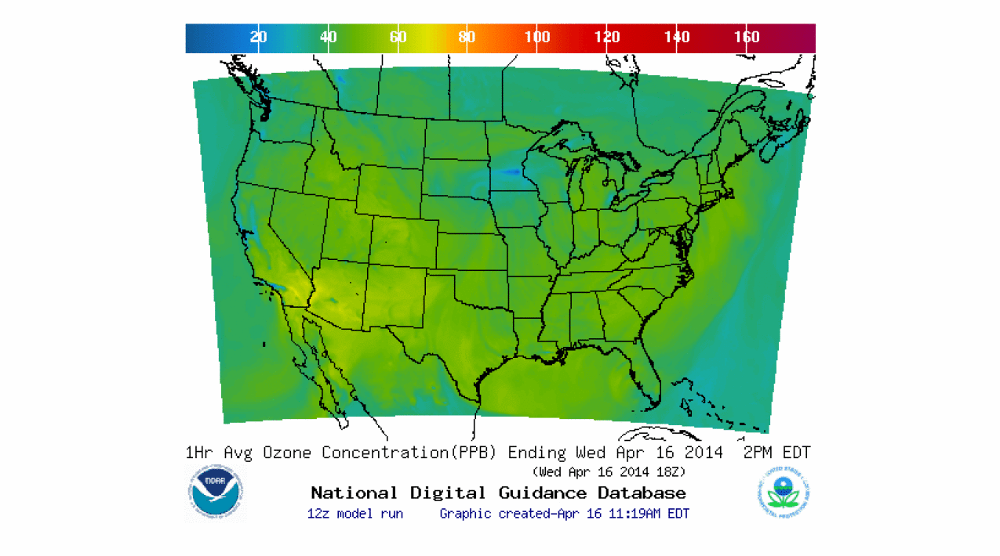 20 40 60 80 100 120 140 160
1Hr Avg Ozone Concentration(PPB) Ending Wed Apr 16 2014 2PM EDT
(Wed Apr 16 2014 18Z)
NOAA
National Digital Guidance Database
12z model run Graphic created-Apr 16 11:19AM EDT